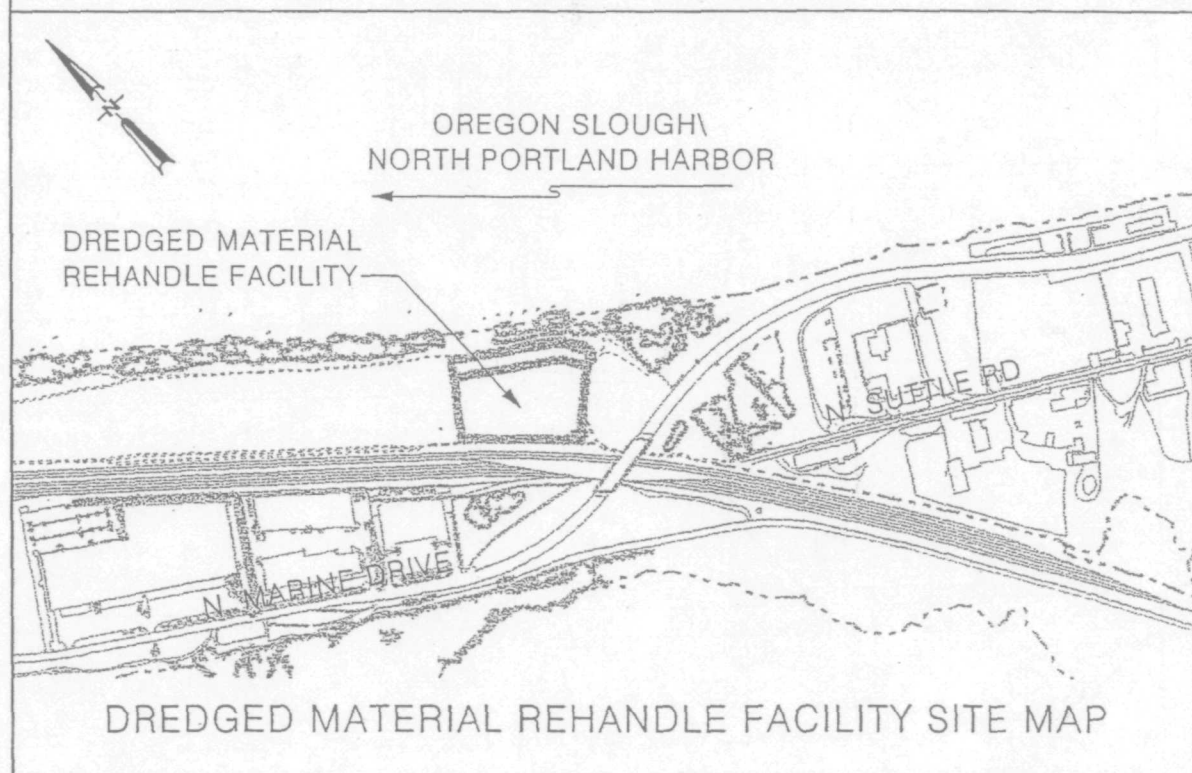 N
OREGON SLOUGH\
NORTH PORTLAND HARBOR
DREDGED MATERIAL
REHANDLE FACILITY
N. SUTTLE RD
N. MARINE DRIVE
DREDGED MATERIAL REHANDLE FACILITY SITE MAP